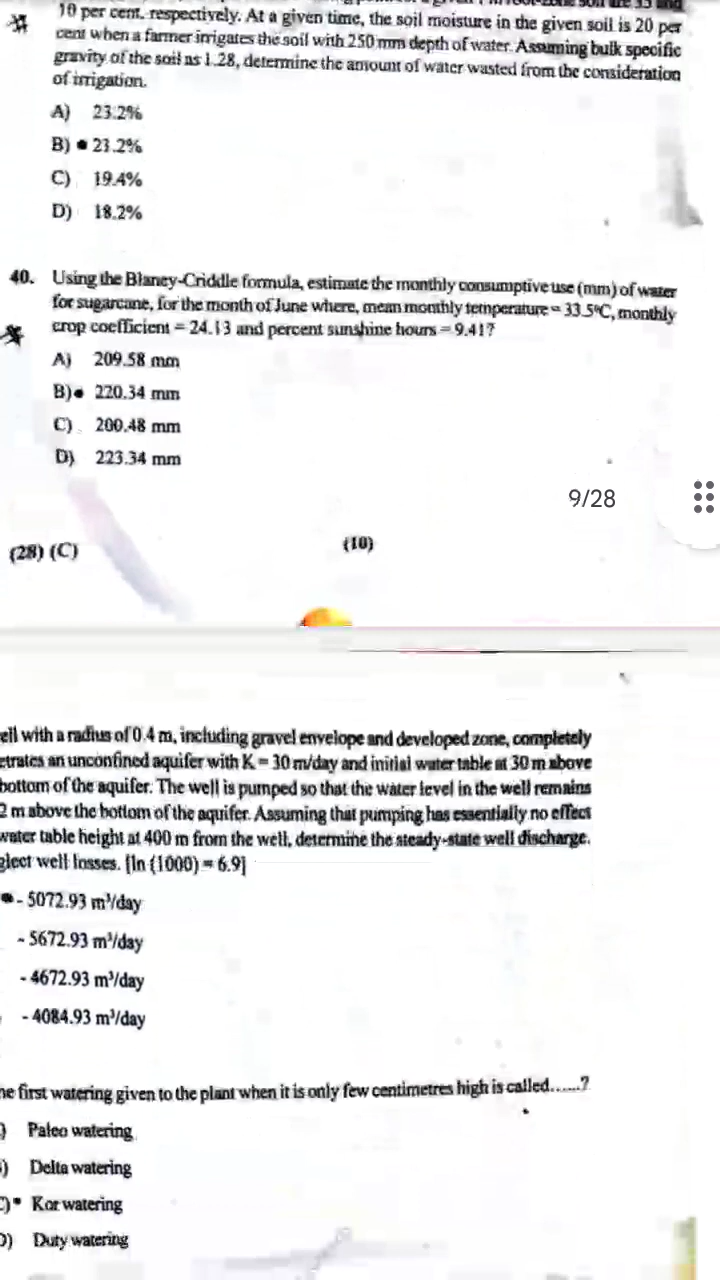 10 per cent, respectively. At a given time, the soil moisture in the given soil is 20 per
cent when a farmer irrigates the soil with 250 mm depth of water. Assuming bulk specific
gravity of the soil as 1.28, determine the amount of water wasted from the consideration
of irrigation.
A) 23.2%
B) 23.2%
C) 19.4%
D) 18.2%
40. Using the Blaney-Criddle formula, estimate the monthly consumptive use (mm) of water
for sugarcane, for the month of June where, mean monthly temperature = 33.5°C, monthly
crop coefficient = 24.13 and percent sunshine hours = 9.41?
A) 209.58 mm
B) 220.34 mm
C) 200.48 mm
D) 223.34 mm
9/28
(28) (C)
(10)
ell with a radius of 0.4 m, including gravel envelope and developed zone, completely
etrates an unconfined aquifer with K = 30 m/day and initial water table at 30 m above
bottom of the aquifer. The well is pumped so that the water level in the well remains
2 m above the bottom of the aquifer. Assuming that pumping has essentially no effect
water table height at 400 m from the well, determine the steady-state well discharge.
glect well losses. [ln (1000) = 6.9]
- 5072.93 m³/day
- 5672.93 m³/day
- 4672.93 m³/day
- 4084.93 m³/day
he first watering given to the plant when it is only few centimetres high is called......?
) Paleo watering
) Delta watering
) Kor watering
D) Duty watering